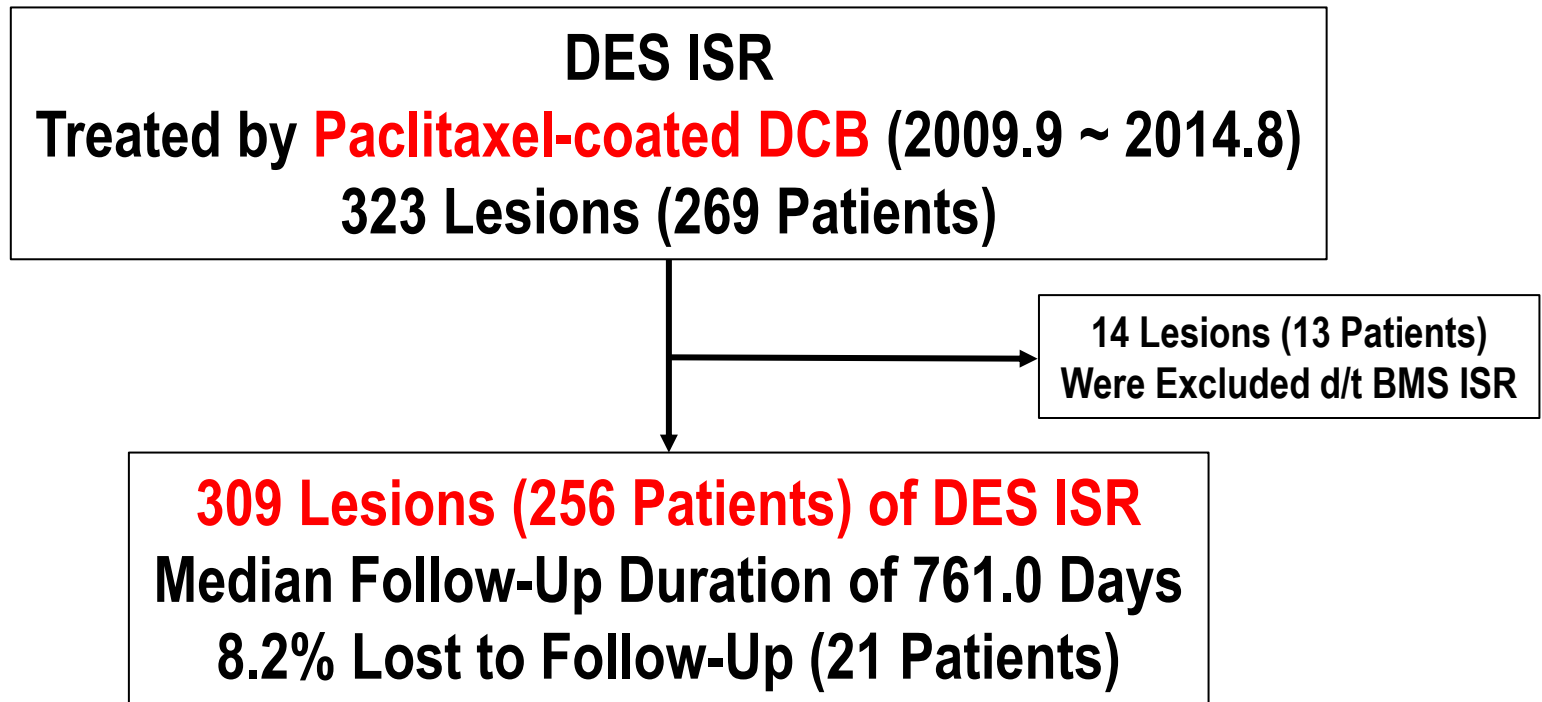 DES ISR
Treated by Paclitaxel-coated DCB (2009.9 ~ 2014.8)
323 Lesions (269 Patients)
14 Lesions (13 Patients)
Were Excluded d/t BMS ISR
309 Lesions (256 Patients) of DES ISR
Median Follow-Up Duration of 761.0 Days
8.2% Lost to Follow-Up (21 Patients)